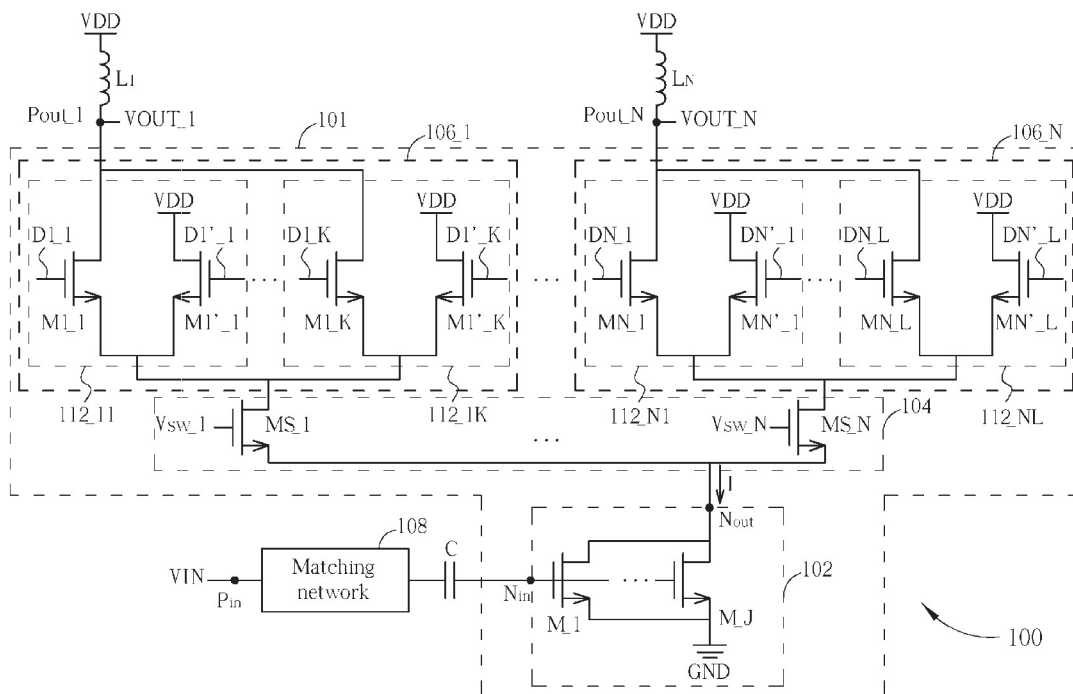 VDD VDD
L1 LN
Pout_1 VOUT_1 Pout_N VOUT_N
101 106_1 106_N
VDD VDD VDD VDD
D1_1 D1'_1 D1_K D1'_K DN_1 DN'_1 DN_L DN'_L
... ... ... 
M1_1 M1'_1 M1_K M1'_K MN_1 MN'_1 MN_L MN'_L
112_11 112_1K 112_N1 112_NL
VSW_1 MS_1 ... VSW_N MS_N 104
I
Nout
108 C
VIN Pin Matching network Nin ... 102
M_1 M_J
GND
100